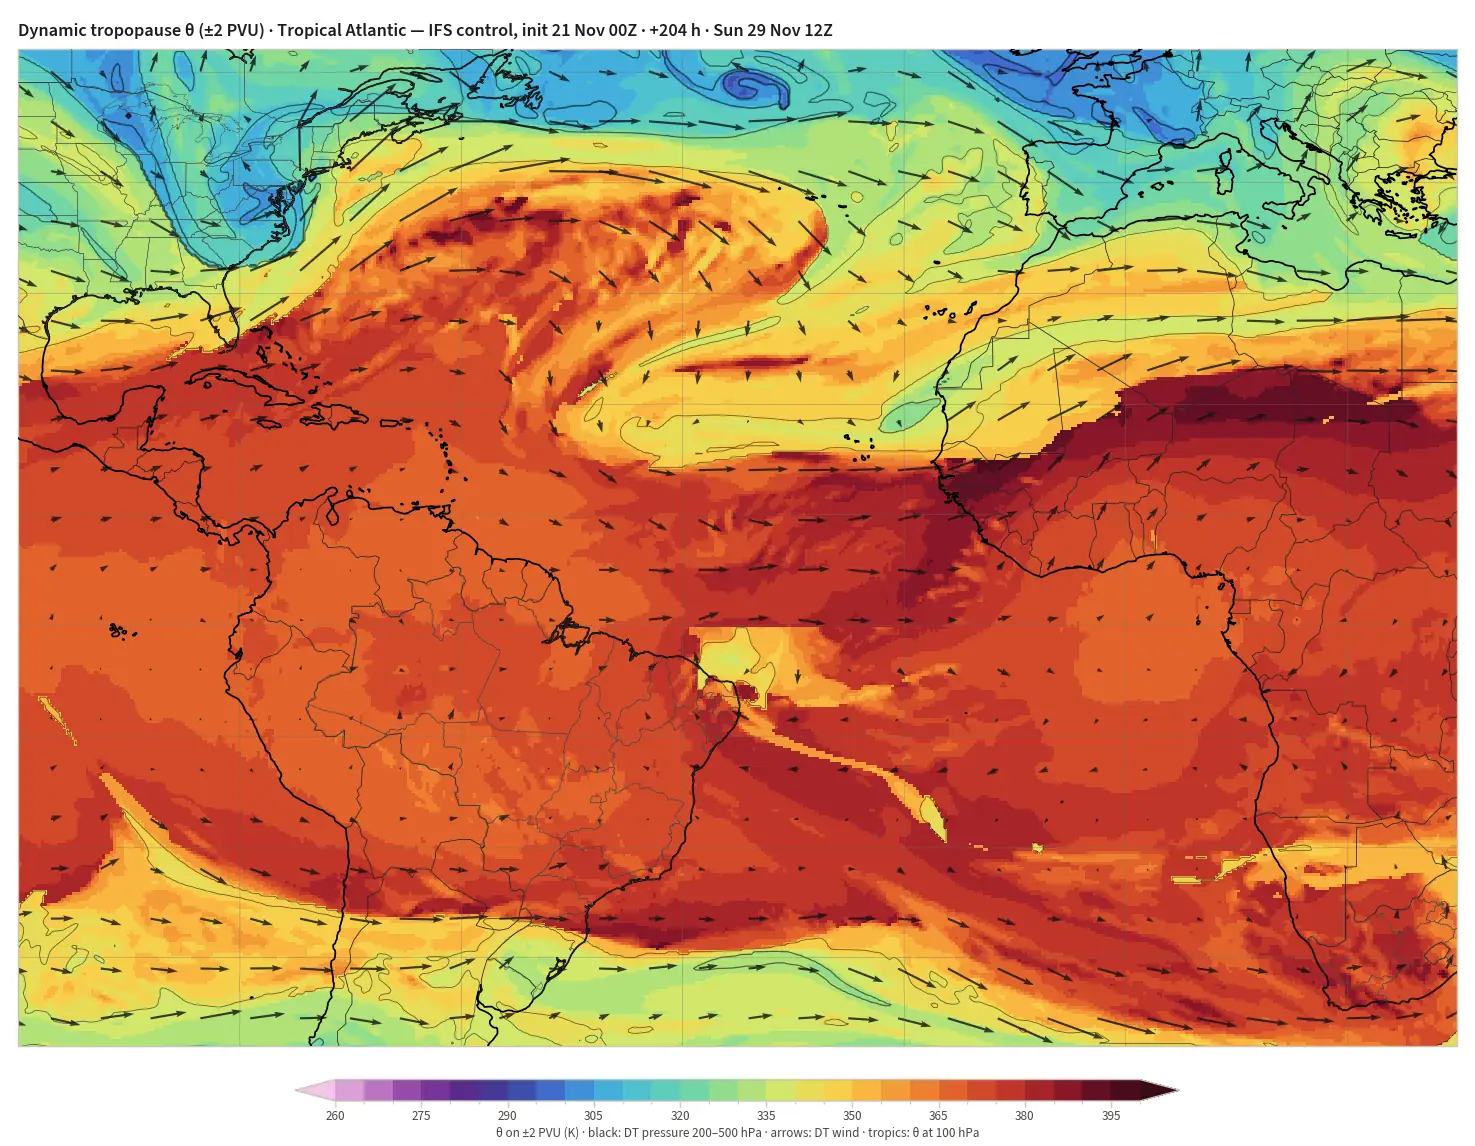 Dynamic tropopause θ (±2 PVU) · Tropical Atlantic — IFS control, init 21 Nov 00Z · +204 h · Sun 29 Nov 12Z
260 275 290 305 320 335 350 365 380 395
θ on ±2 PVU (K) · black: DT pressure 200–500 hPa · arrows: DT wind · tropics: θ at 100 hPa